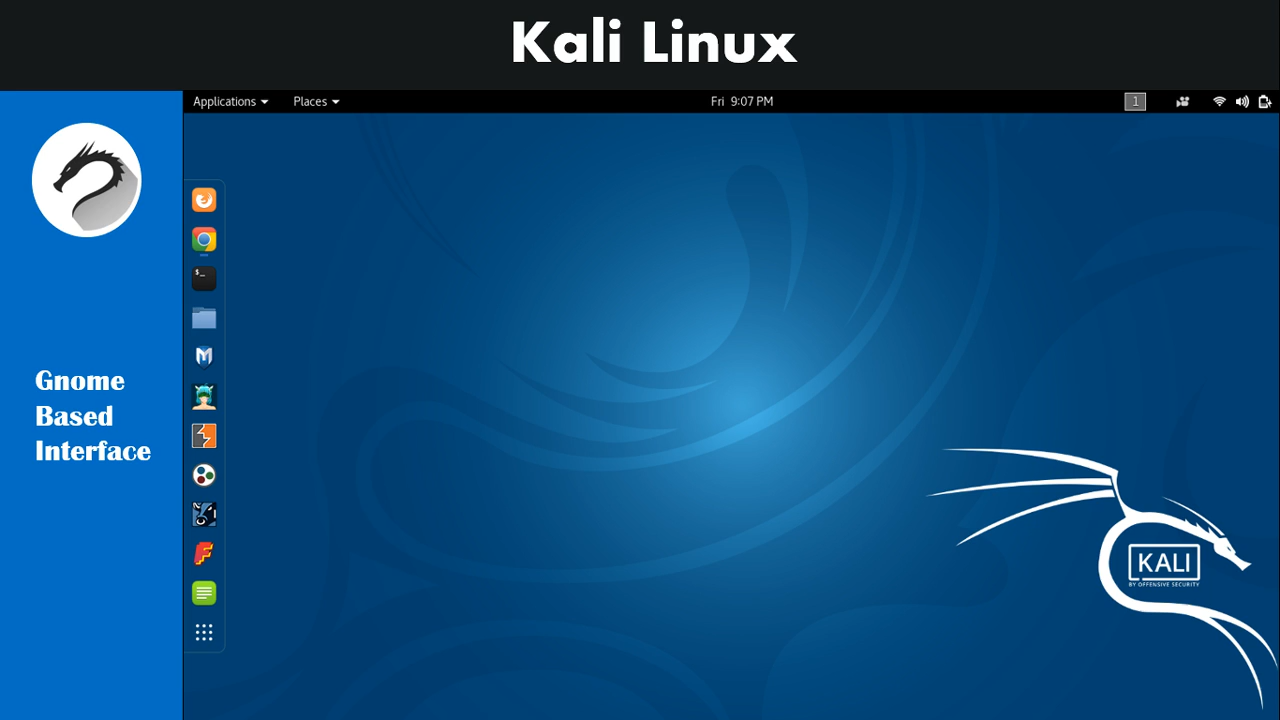 Kali Linux
Applications Places Fri 9:07 PM 1
$_
M
Gnome
Based
Interface
F
KALI
BY OFFENSIVE SECURITY